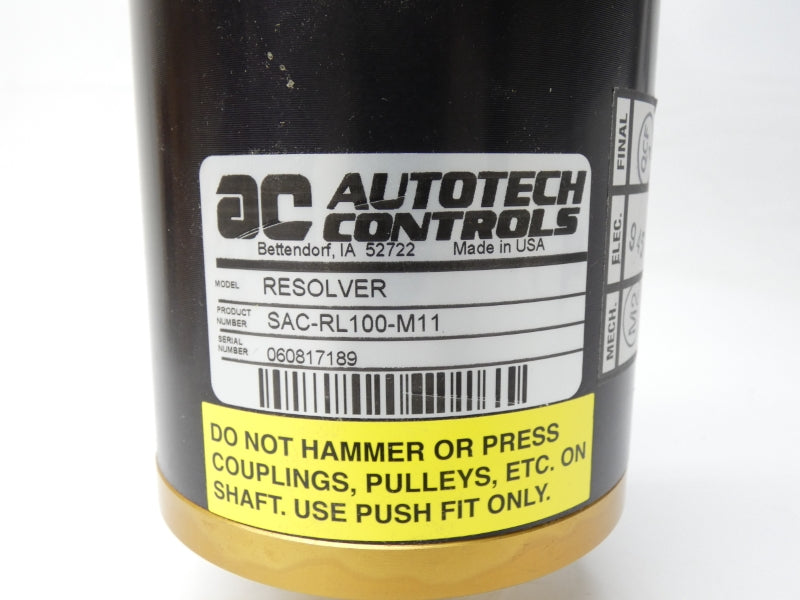 ac AUTOTECH
CONTROLS
Bettendorf, IA 52722 Made in USA
MODEL RESOLVER
PRODUCT NUMBER SAC-RL100-M11
SERIAL NUMBER 060817189
DO NOT HAMMER OR PRESS
COUPLINGS, PULLEYS, ETC. ON
SHAFT. USE PUSH FIT ONLY.
MECH. ELEC. FINAL
M2